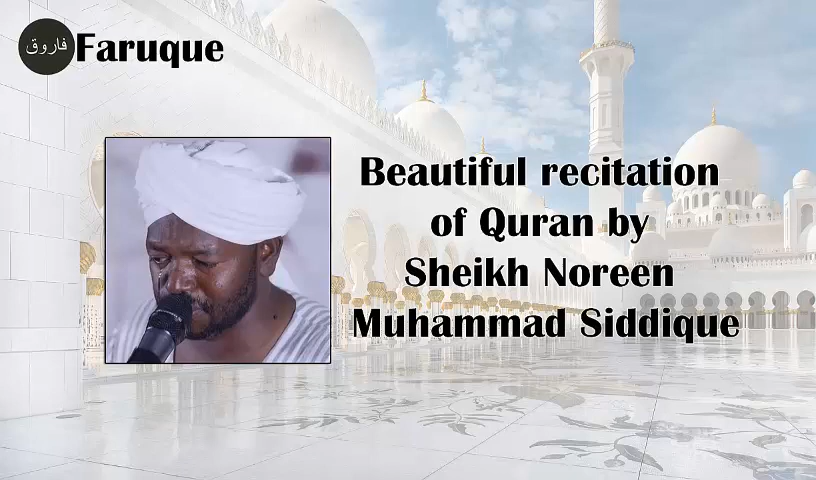 فاروق
Faruque
Beautiful recitation
of Quran by
Sheikh Noreen
Muhammad Siddique